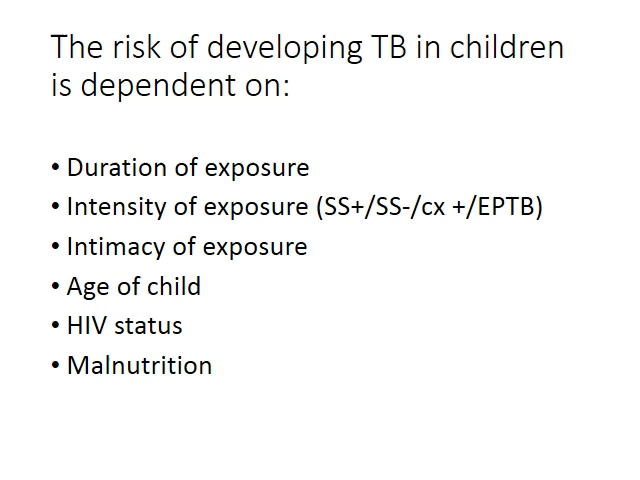 The risk of developing TB in children
is dependent on:
• Duration of exposure
• Intensity of exposure (SS+/SS-/cx +/EPTB)
• Intimacy of exposure
• Age of child
• HIV status
• Malnutrition